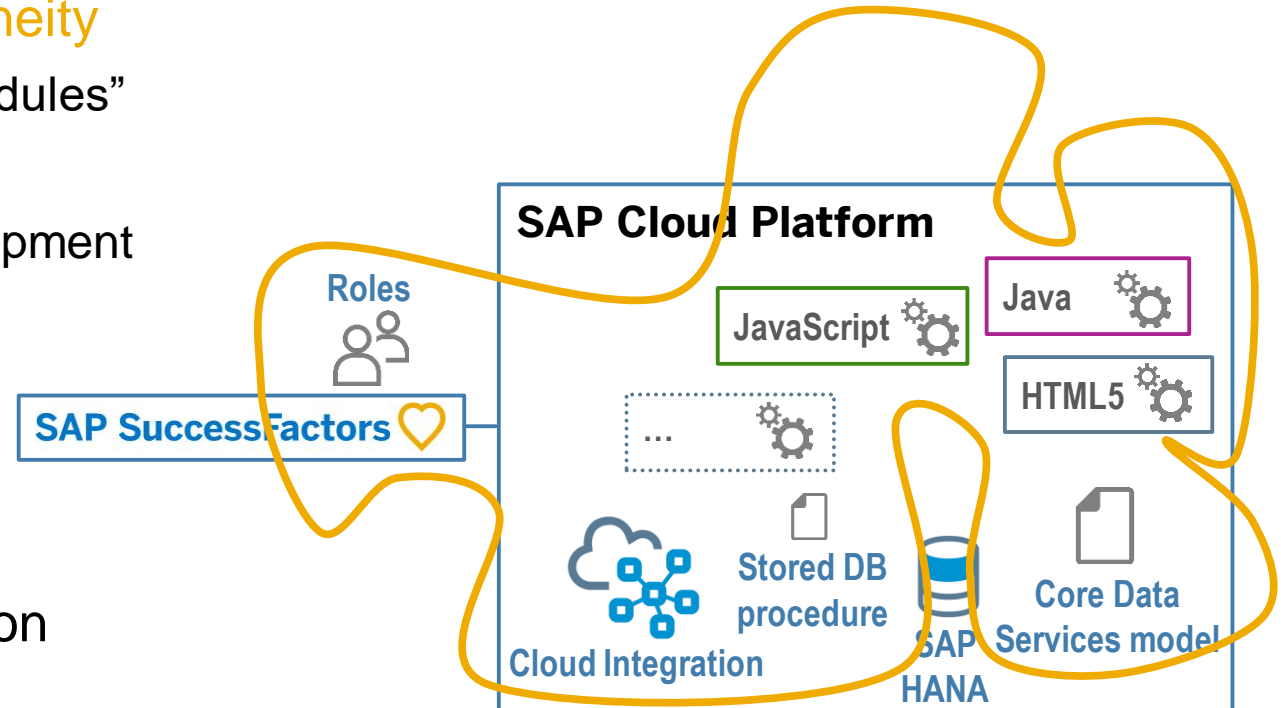 neity
dules”
pment
on
SAP Cloud Platform
Roles
Java
JavaScript
HTML5
SAP SuccessFactors
...
Stored DB
procedure
Core Data
Services model
Cloud Integration
SAP
HANA